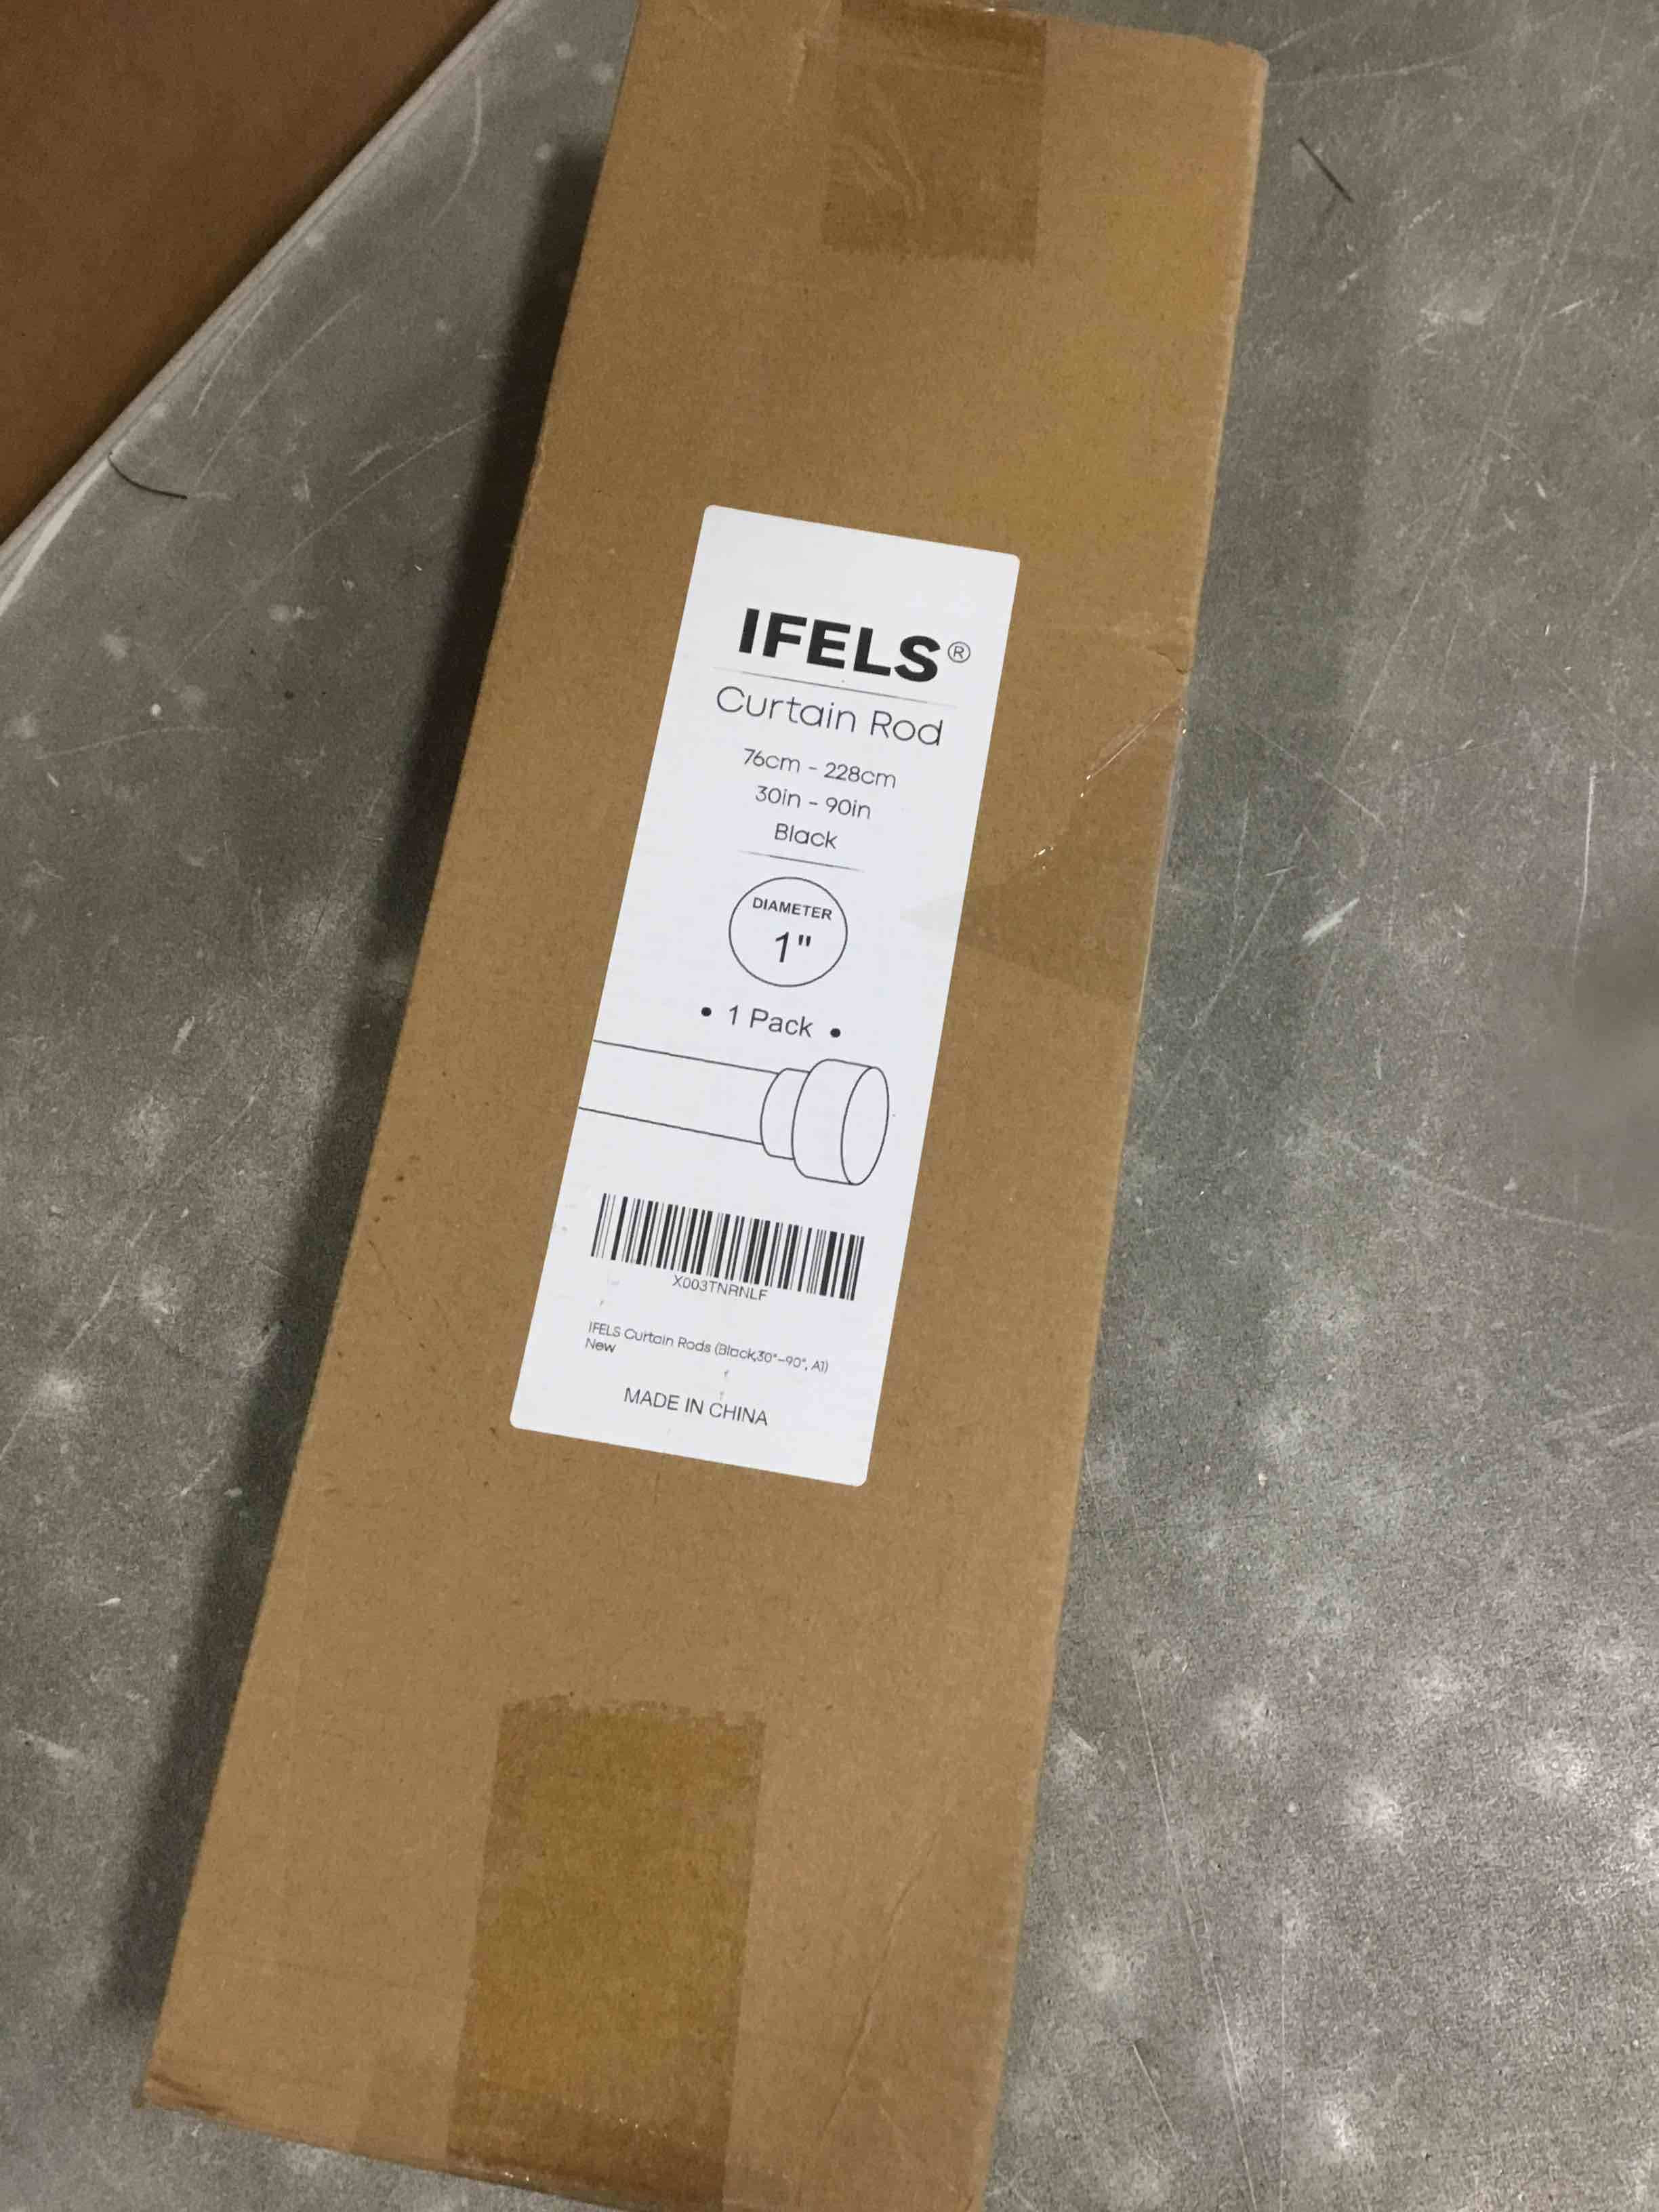 IFELS®
Curtain Rod
76cm - 228cm
30in - 90in
Black
DIAMETER
1"
• 1 Pack •
X003TNRNLF
IFELS Curtain Rods (Black,30"-90", A1)
New
MADE IN CHINA